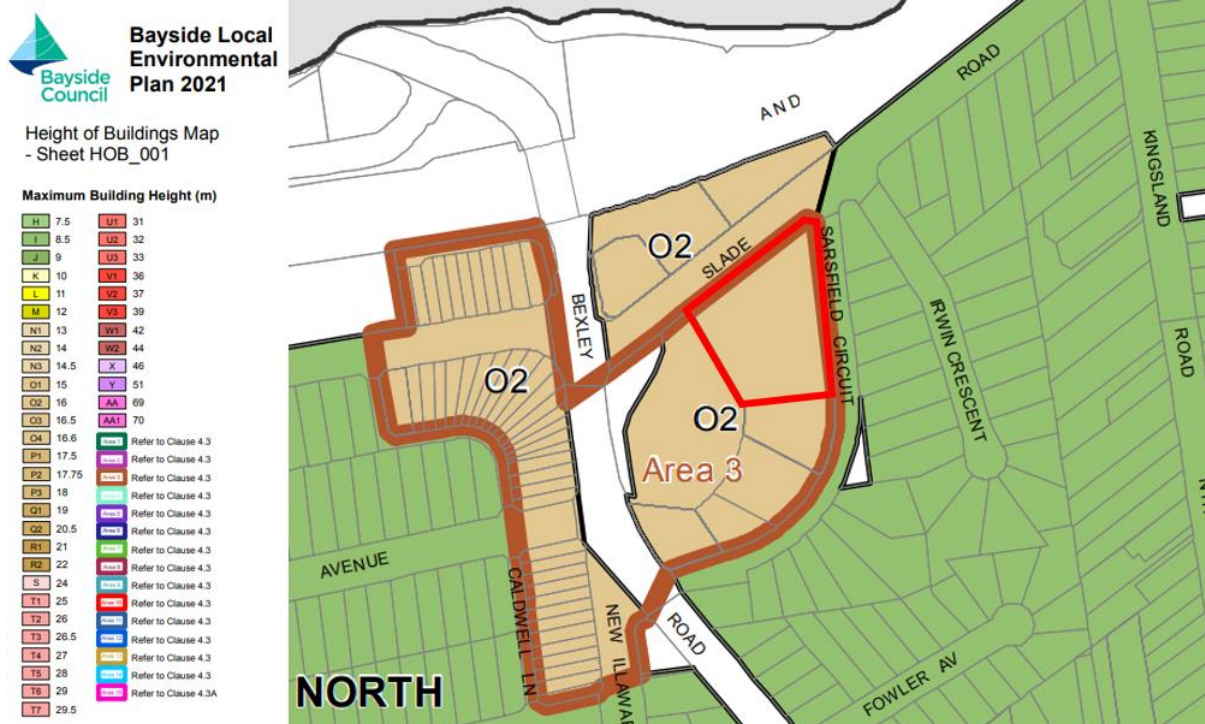 Bayside
Council
Bayside Local
Environmental
Plan 2021
Height of Buildings Map
- Sheet HOB_001
Maximum Building Height (m)
H 7.5
I 8.5
J 9
K 10
L 11
M 12
N1 13
N2 14
N3 14.5
O1 15
O2 16
O3 16.5
O4 16.6
P1 17.5
P2 17.75
P3 18
Q1 19
Q2 20.5
R1 21
R2 22
S 24
T1 25
T2 26
T3 26.5
T4 27
T5 28
T6 29
T7 29.5
U1 31
U2 32
U3 33
V1 36
V2 37
V3 39
W1 42
W2 44
X 46
Y 51
AA 69
AA1 70
Refer to Clause 4.3
Refer to Clause 4.3
Refer to Clause 4.3
Refer to Clause 4.3
Refer to Clause 4.3
Refer to Clause 4.3
Refer to Clause 4.3
Refer to Clause 4.3
Refer to Clause 4.3
Refer to Clause 4.3
Refer to Clause 4.3
Refer to Clause 4.3
Refer to Clause 4.3
Refer to Clause 4.3
Refer to Clause 4.3A
ROAD
AND
KINGSLAND
ROAD
O2
SLADE
SARSFIELD CIRCUIT
IRWIN CRESCENT
BEXLEY
O2
O2
Area 3
AVENUE
CALDWELL LN
NEW ILLAWAR
ROAD
FOWLER AV
NORTH